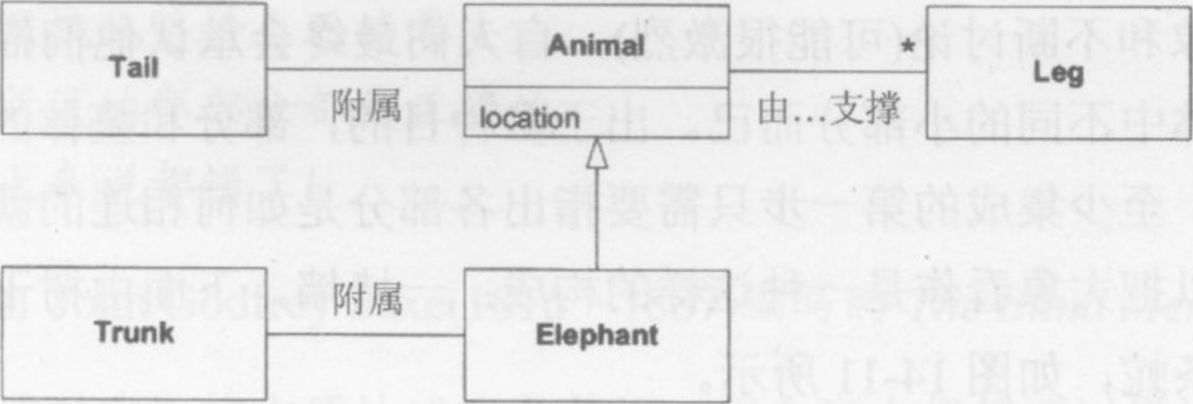 Tail
Animal
*
Leg
附属
location
由…支撑
Trunk
附属
Elephant